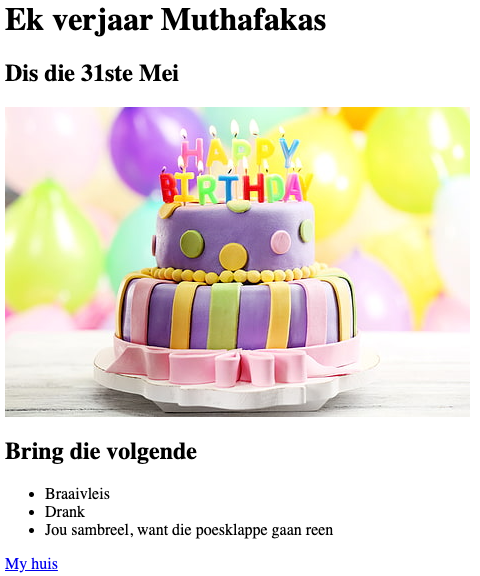 Ek verjaar Muthafakas
Dis die 31ste Mei
HAPPY
BIRTHDAY
Bring die volgende
Braaivleis
Drank
Jou sambreel, want die poesklappe gaan reen
My huis